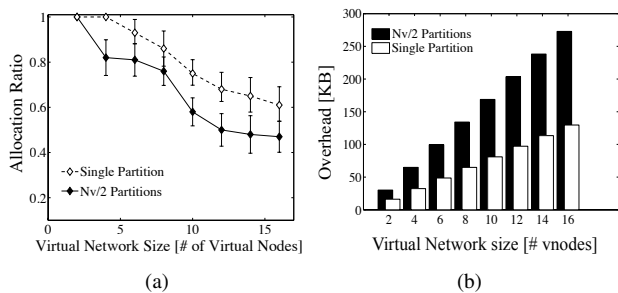 1
0.8
0.6
0.4
0.2
Allocation Ratio
Single Partition
Nv/2 Partitions
0
5
10
15
Virtual Network Size [# of Virtual Nodes]
(a)
300
250
200
150
100
50
0
Overhead [KB]
Nv/2 Partitions
Single Partition
2 4 6 8 10 12 14 16
Virtual Network size [# vnodes]
(b)